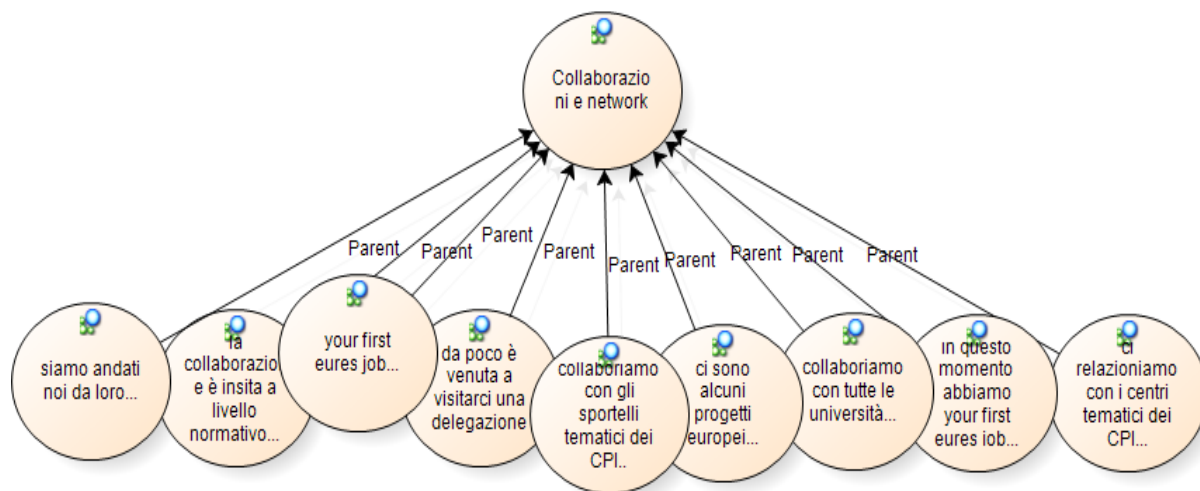 Collaborazio
ni e network
Parent
Parent
Parent
Parent
Parent
Parent
Parent
Parent
Parent
siamo andati
noi da loro...
la
collaborazion
e è insita a
livello
normativo...
your first
eures job...
da poco è
venuta a
visitarci una
delegazione
collaboriamo
con gli
sportelli
tematici dei
CPI..
ci sono
alcuni
progetti
europei...
collaboriamo
con tutte le
università...
in questo
momento
abbiamo
your first
eures job...
ci
relazioniamo
con i centri
tematici dei
CPI...